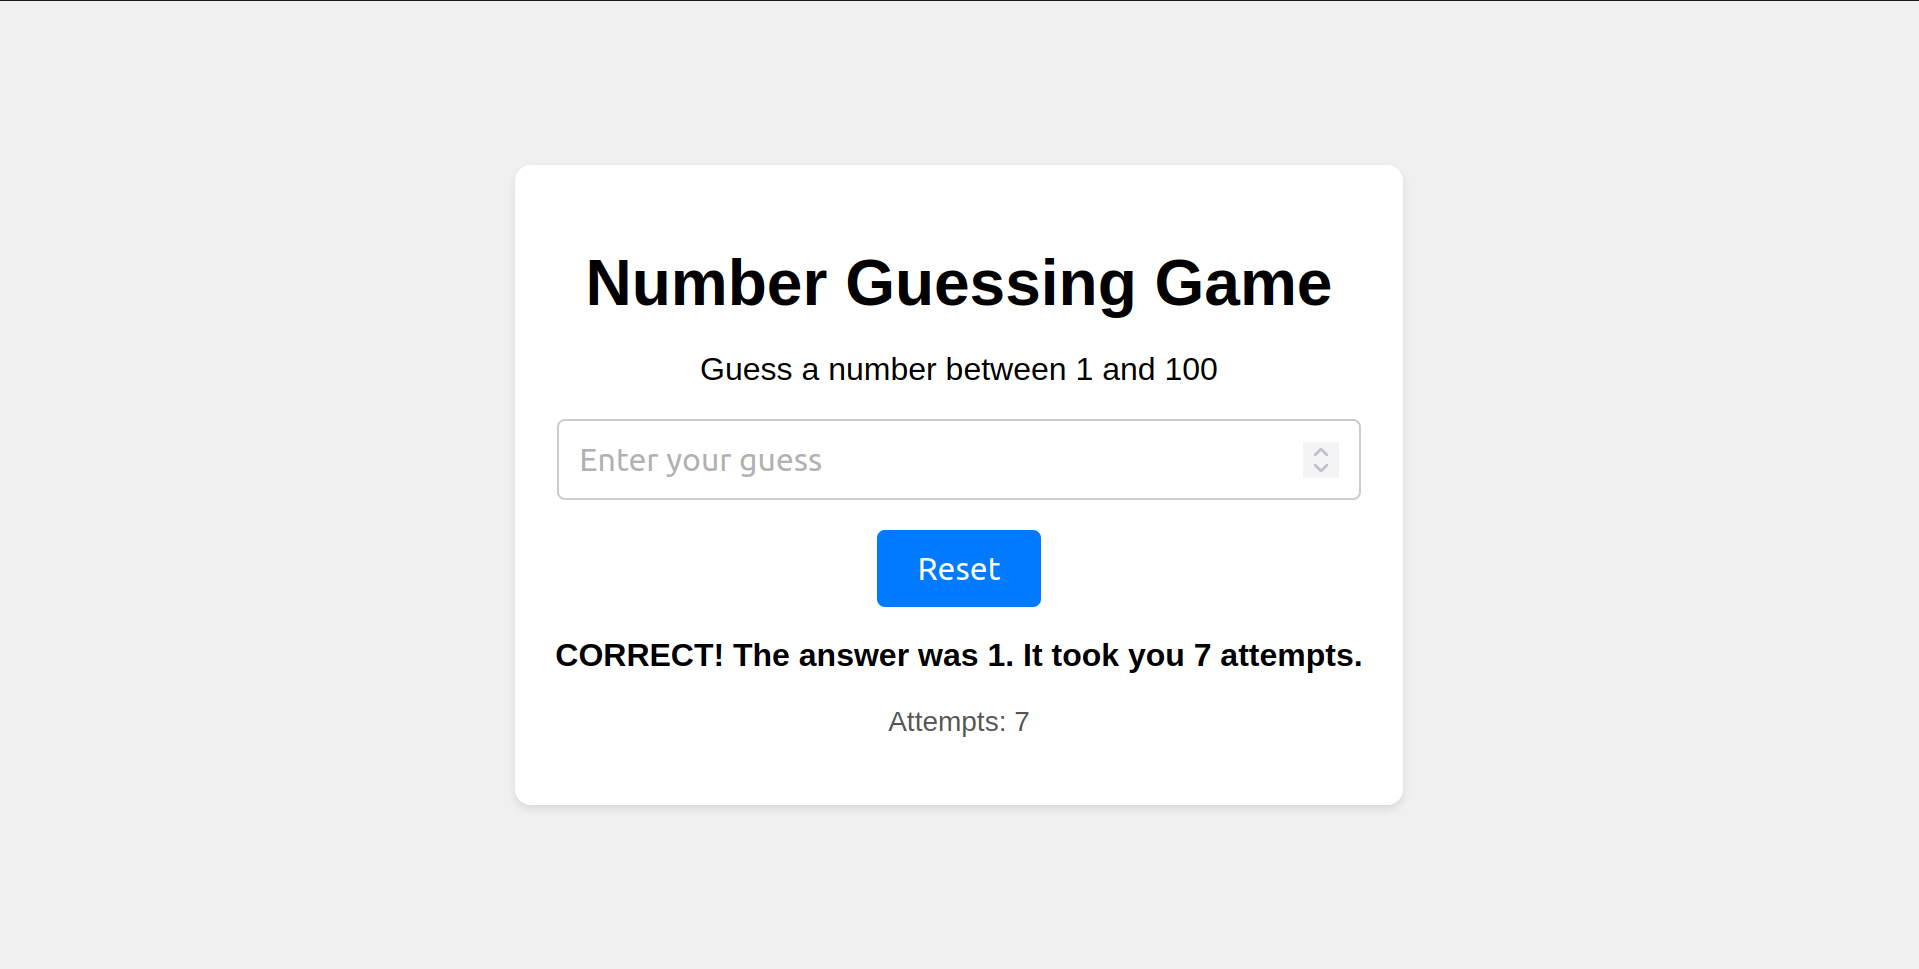 Number Guessing Game
Guess a number between 1 and 100
Enter your guess
Reset
CORRECT! The answer was 1. It took you 7 attempts.
Attempts: 7